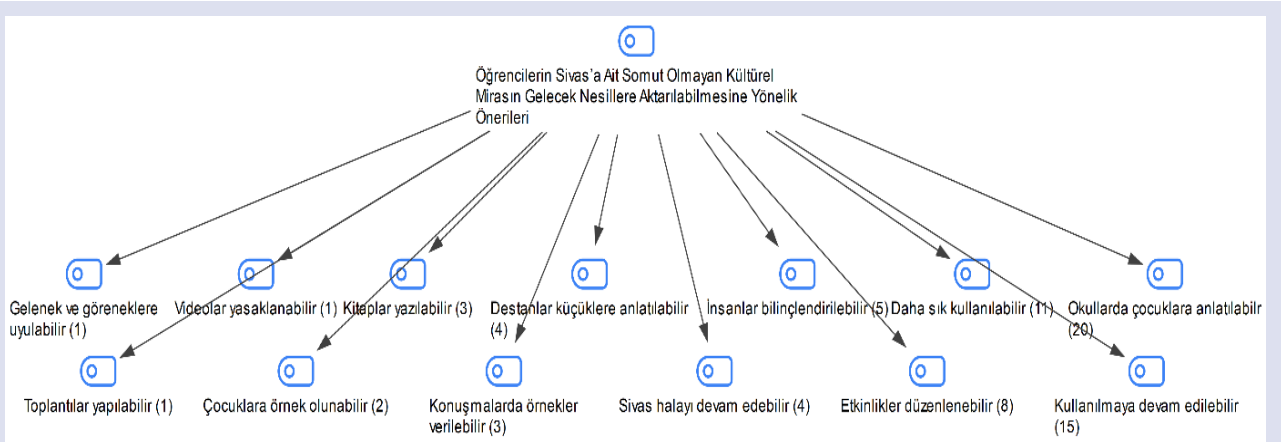 Öğrencilerin Sivas'a Ait Somut Olmayan Kültürel
Mirasın Gelecek Nesillere Aktarılabilmesine Yönelik
Önerileri
Gelenek ve göreneklere
uyulabilir (1)
Videolar yasaklanabilir (1)
Kitaplar yazılabilir (3)
Destanlar küçüklere anlatılabilir
(4)
İnsanlar bilinçlendirilebilir (5)
Daha sık kullanılabilir (11)
Okullarda çocuklara anlatılabilir
(20)
Toplantılar yapılabilir (1)
Çocuklara örnek olunabilir (2)
Konuşmalarda örnekler
verilebilir (3)
Sivas halayı devam edebilir (4)
Etkinlikler düzenlenebilir (8)
Kullanılmaya devam edilebilir
(15)